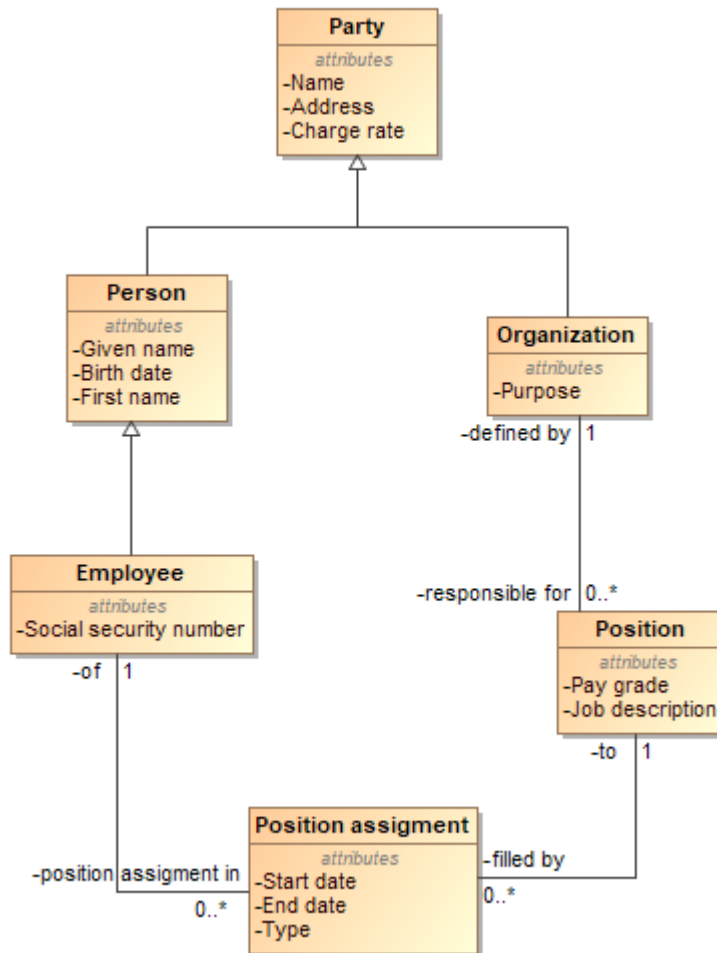 Party
attributes
-Name
-Address
-Charge rate
Person
attributes
-Given name
-Birth date
-First name
Organization
attributes
-Purpose
-defined by 1
-responsible for 0..*
Employee
attributes
-Social security number
-of 1
Position
attributes
-Pay grade
-Job description
-to 1
Position assigment
attributes
-Start date
-End date
-Type
-position assigment in
0..*
-filled by
0..*